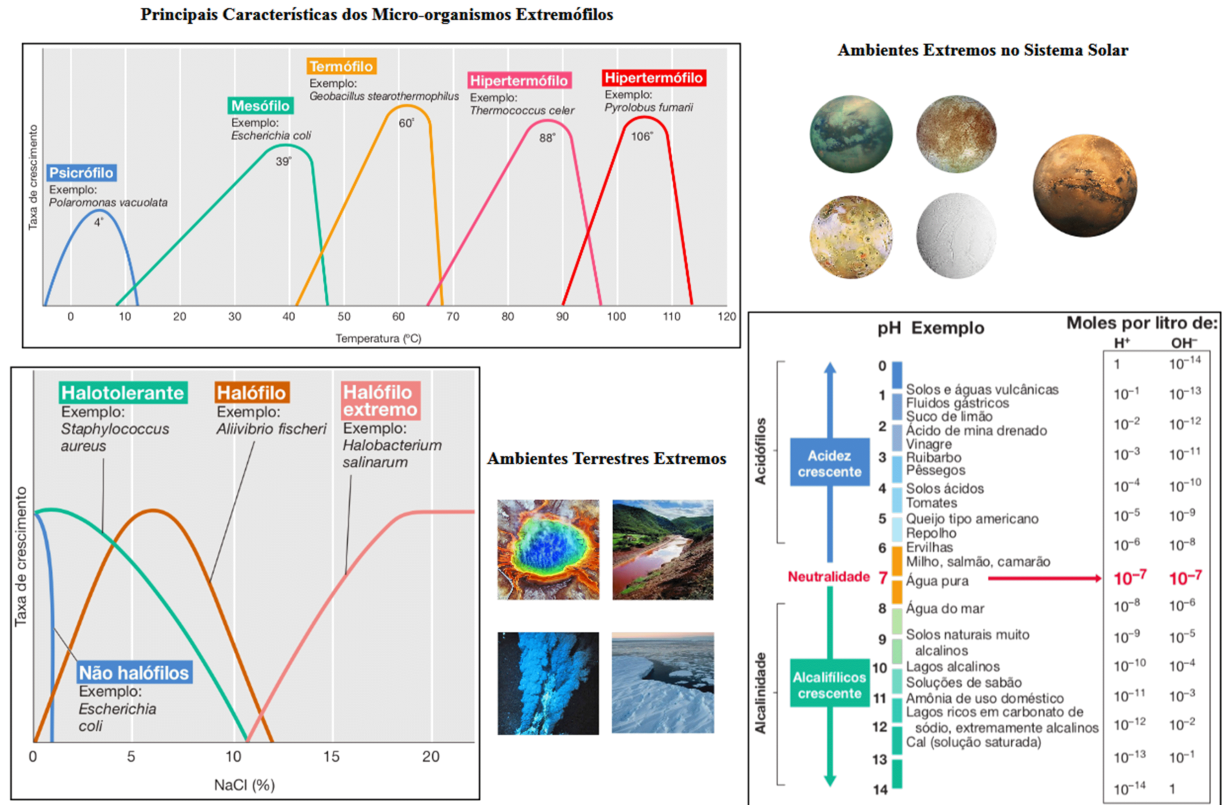 Principais Características dos Micro-organismos Extremófilos
Psicrófilo
Exemplo:
Polaromonas vacuolata
4°
Mesófilo
Exemplo:
Escherichia coli
39°
Termófilo
Exemplo:
Geobacillus stearothermophilus
60°
Hipertermófilo
Exemplo:
Thermococcus celer
88°
Hipertermófilo
Exemplo:
Pyrolobus fumarii
106°
Taxa de crescimento
0 10 20 30 40 50 60 70 80 90 100 110 120
Temperatura (ºC)
Ambientes Extremos no Sistema Solar
Halotolerante
Exemplo:
Staphylococcus
aureus
Halófilo
Exemplo:
Aliivibrio fischeri
Halófilo
extremo
Exemplo:
Halobacterium
salinarum
Não halófilos
Exemplo:
Escherichia
coli
Taxa de crescimento
0 5 10 15 20
NaCl (%)
Ambientes Terrestres Extremos
pH Exemplo
Moles por litro de:
H⁺ OH⁻
0
1
2
3
4
5
6
Neutralidade 7
8
9
10
11
12
13
14
Acidófilos
Acidez
crescente
Alcalinidade
Alcalifílicos
crescente
Solos e águas vulcânicas
Fluidos gástricos
Suco de limão
Ácido de mina drenado
Vinagre
Ruibarbo
Pêssegos
Solos ácidos
Tomates
Queijo tipo americano
Repolho
Ervilhas
Milho, salmão, camarão
Água pura
Água do mar
Solos naturais muito
alcalinos
Lagos alcalinos
Soluções de sabão
Amônia de uso doméstico
Lagos ricos em carbonato de
sódio, extremamente alcalinos
Cal (solução saturada)
1 10⁻¹⁴
10⁻¹ 10⁻¹³
10⁻² 10⁻¹²
10⁻³ 10⁻¹¹
10⁻⁴ 10⁻¹⁰
10⁻⁵ 10⁻⁹
10⁻⁶ 10⁻⁸
10⁻⁷ 10⁻⁷
10⁻⁸ 10⁻⁶
10⁻⁹ 10⁻⁵
10⁻¹⁰ 10⁻⁴
10⁻¹¹ 10⁻³
10⁻¹² 10⁻²
10⁻¹³ 10⁻¹
10⁻¹⁴ 1